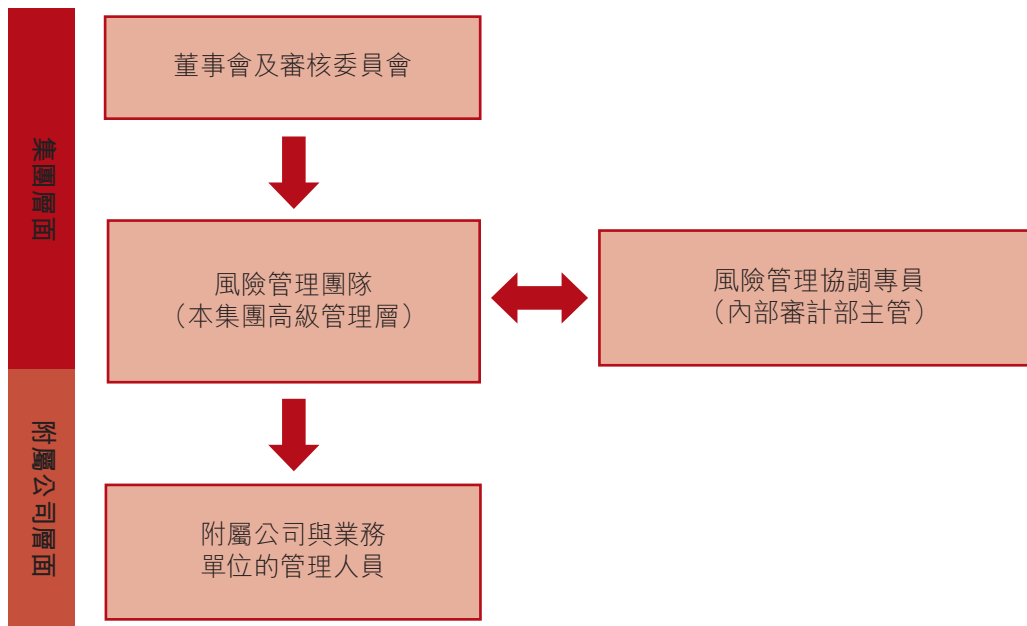 集團層面
董事會及審核委員會
風險管理團隊
（本集團高級管理層）
風險管理協調專員
（內部審計部主管）
附屬公司層面
附屬公司與業務
單位的管理人員